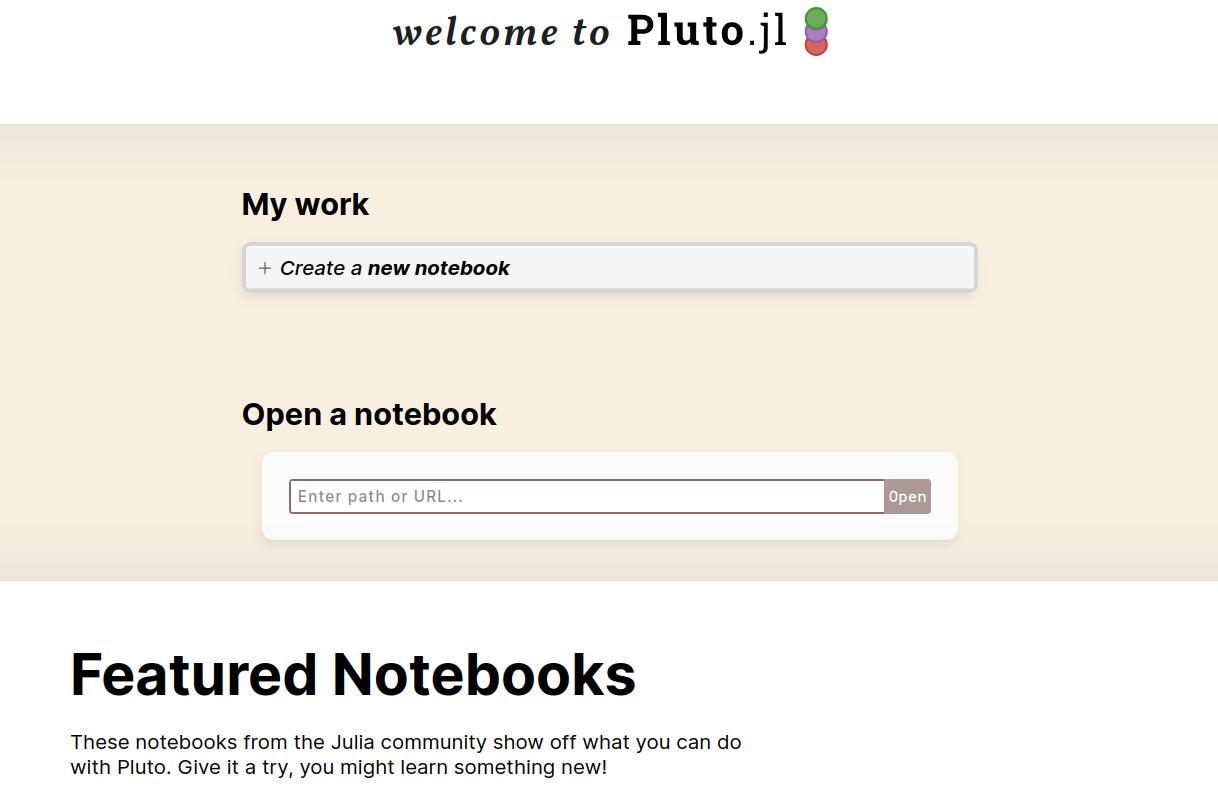 welcome to Pluto.jl
My work
+ Create a new notebook
Open a notebook
Enter path or URL... Open
Featured Notebooks
These notebooks from the Julia community show off what you can do
with Pluto. Give it a try, you might learn something new!